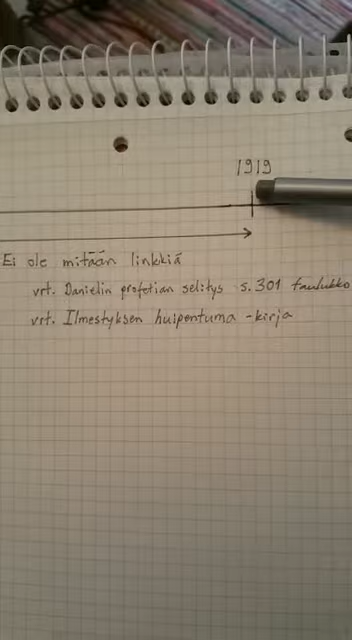 1919
Ei ole mitään linkkiä
vrt. Danielin profetian selitys s. 301 taulukko
vrt. Ilmestyksen huipentuma -kirja